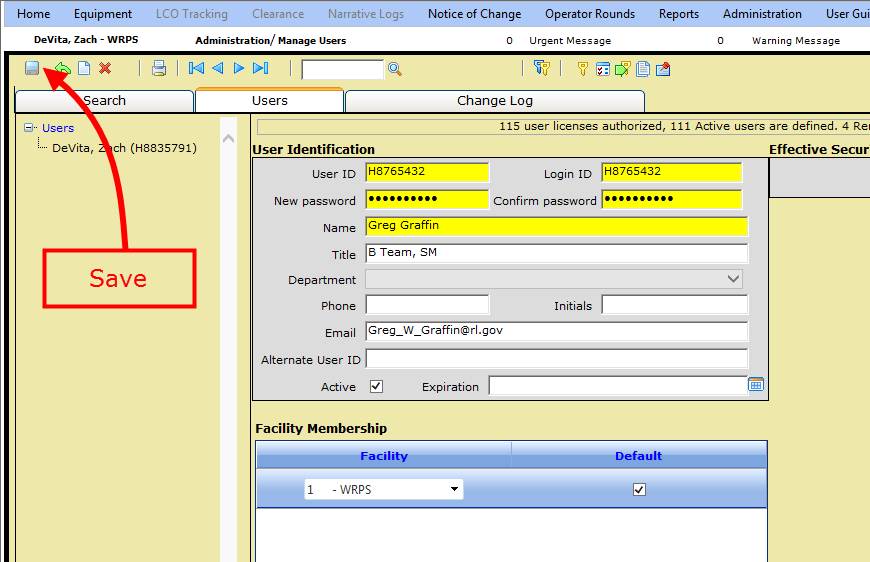 Home Equipment LCO Tracking Clearance Narrative Logs Notice of Change Operator Rounds Reports Administration User Gui
DeVita, Zach - WRPS Administration/ Manage Users 0 Urgent Message 0 Warning Message
Search Users Change Log
Users
DeVita, Zach (H8835791)
Save
115 user licenses authorized, 111 Active users are defined. 4 Rer
User Identification Effective Secur
User ID H8765432 Login ID H8765432
New password •••••••••• Confirm password ••••••••••
Name Greg Graffin
Title B Team, SM
Department
Phone Initials
Email Greg_W_Graffin@rl.gov
Alternate User ID
Active Expiration
Facility Membership
Facility Default
1 - WRPS